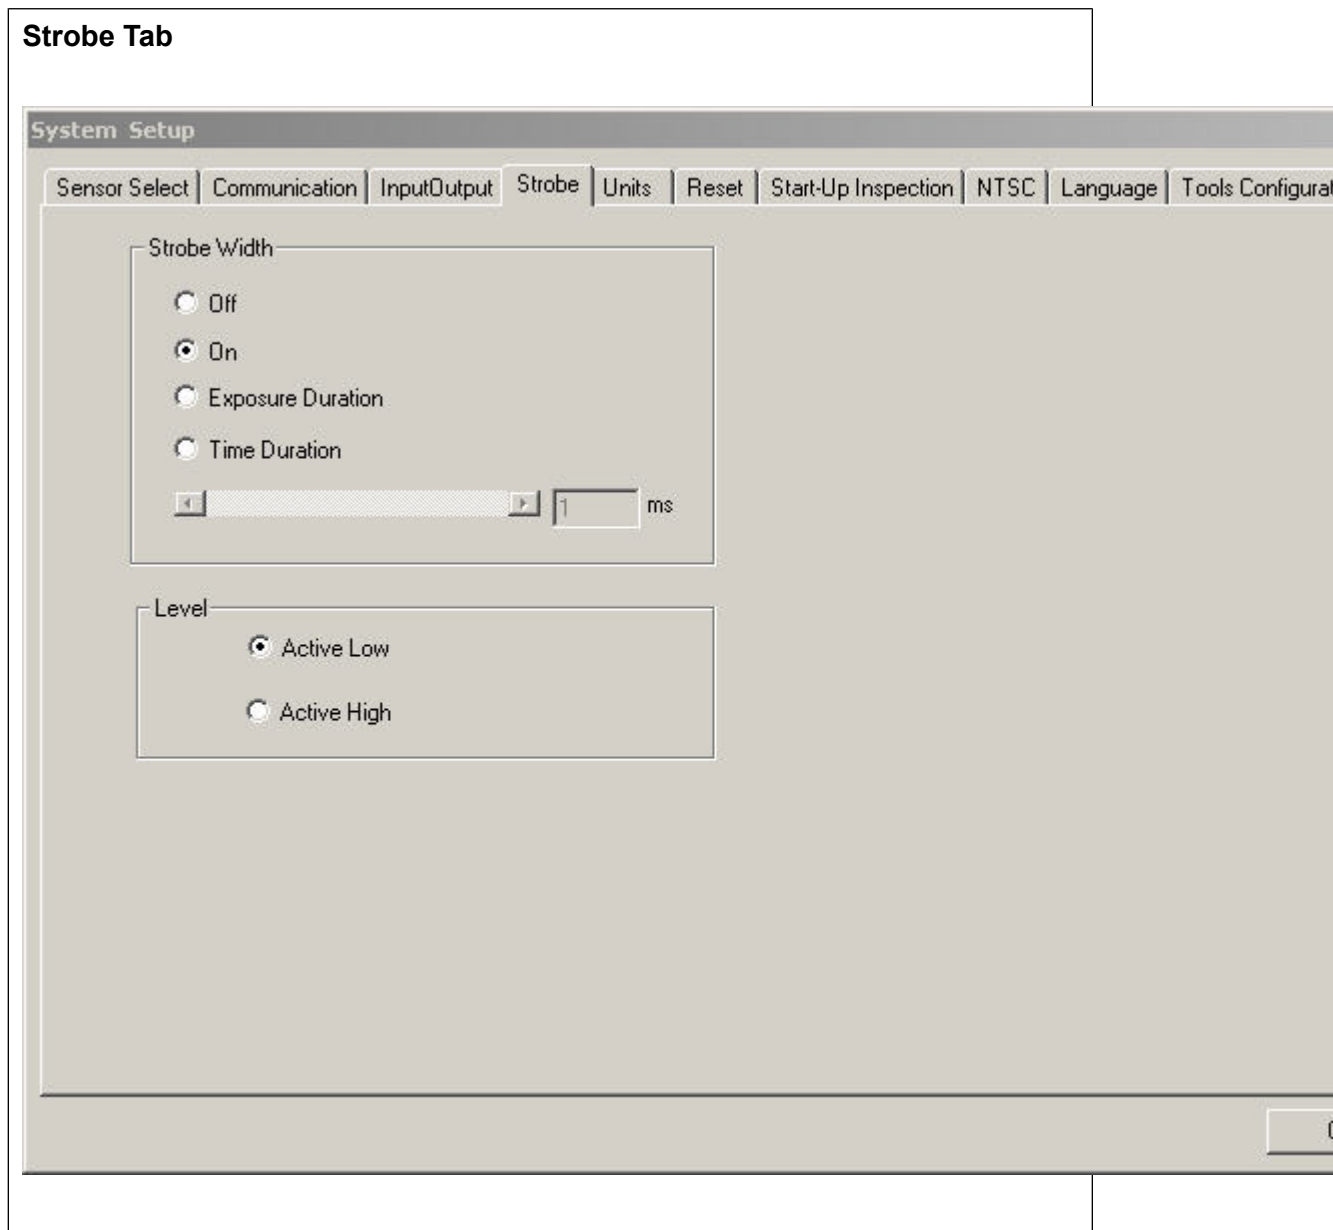 Strobe Tab
System Setup
Sensor Select Communication InputOutput Strobe Units Reset Start-Up Inspection NTSC Language Tools
Strobe Width
Off
On
Exposure Duration
Time Duration
1 ms
Level
Active Low
Active High